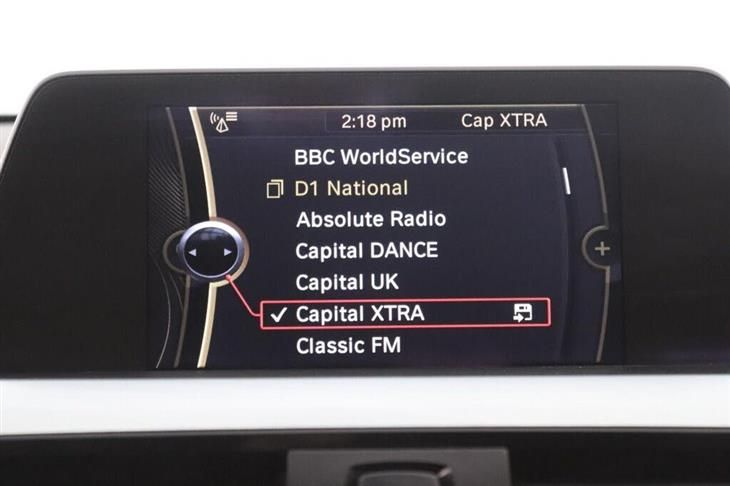 2:18 pm Cap XTRA
BBC WorldService
D1 National
Absolute Radio
Capital DANCE
Capital UK
Capital XTRA
Classic FM